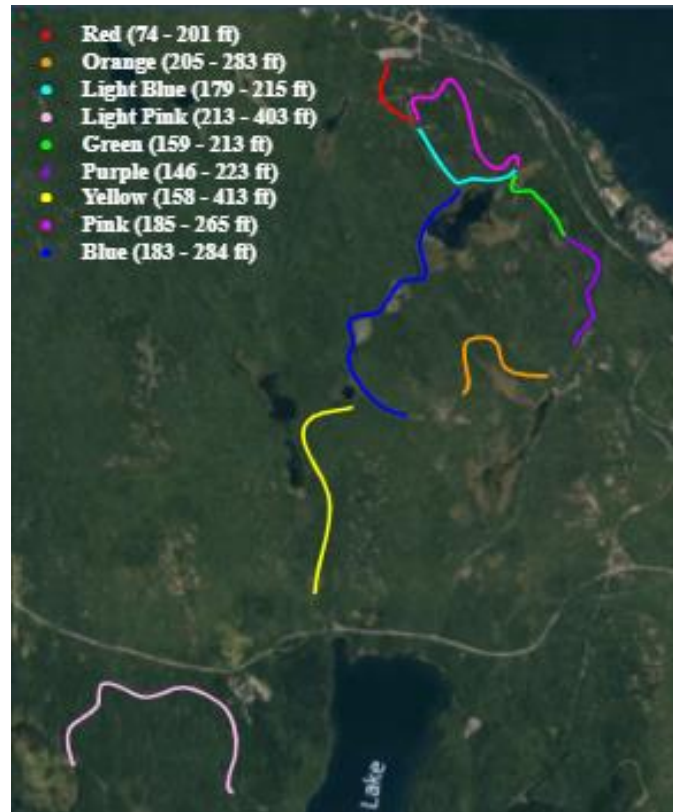 Red (74 - 201 ft)
Orange (205 - 283 ft)
Light Blue (179 - 215 ft)
Light Pink (213 - 403 ft)
Green (159 - 213 ft)
Purple (146 - 223 ft)
Yellow (158 - 413 ft)
Pink (185 - 265 ft)
Blue (183 - 284 ft)
Lake